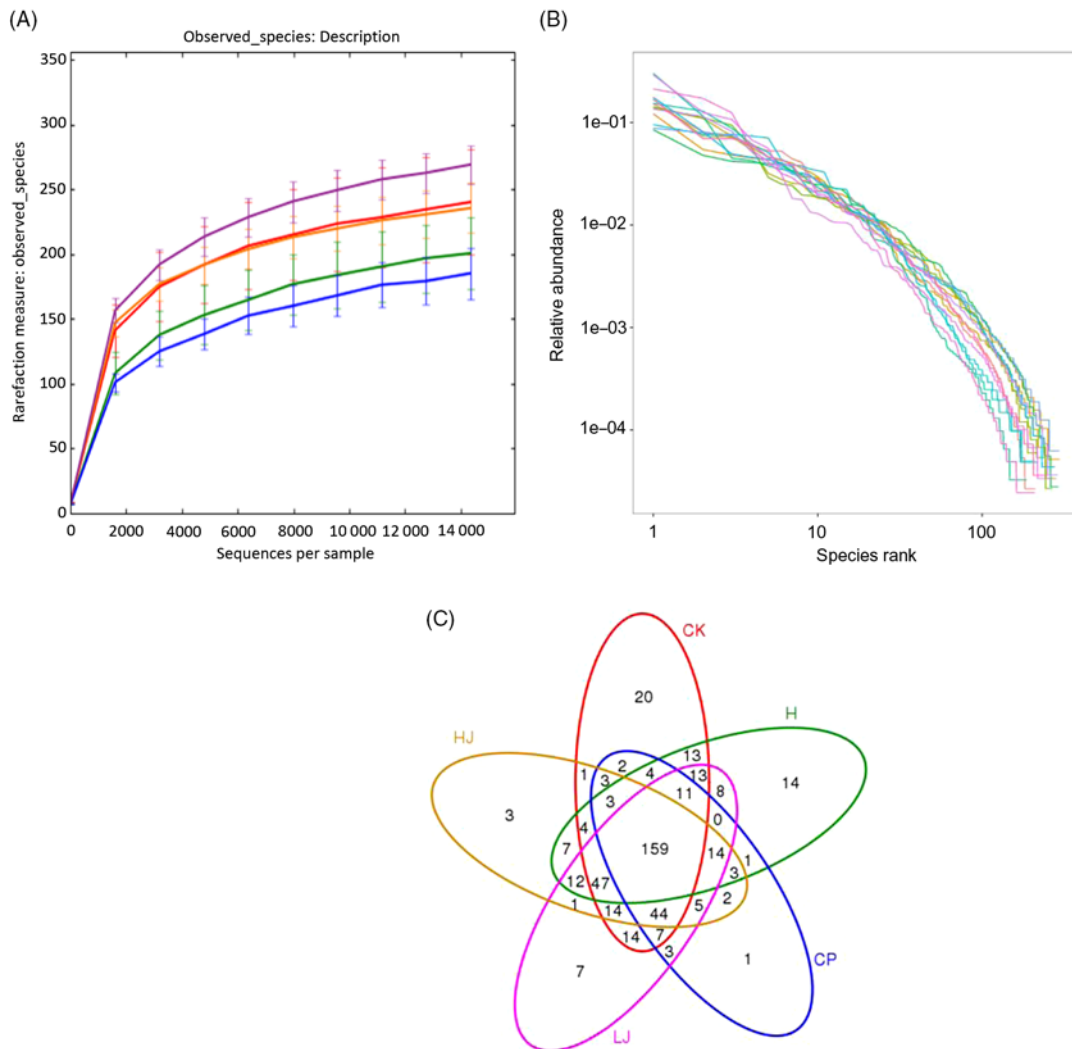 (A)
Observed_species: Description
Rarefaction measure: observed_species
350
300
250
200
150
100
50
0
0 2000 4000 6000 8000 10 000 12 000 14 000
Sequences per sample
(B)
Relative abundance
1e−01
1e−02
1e−03
1e−04
1 10 100
Species rank
(C)
CK
20
H
HJ
13
2
4
13
1
3
11
8
14
3
3
0
4
7
159
14
1
3
12
47
2
1
14
44
5
14
7
3
1
7
CP
LJ